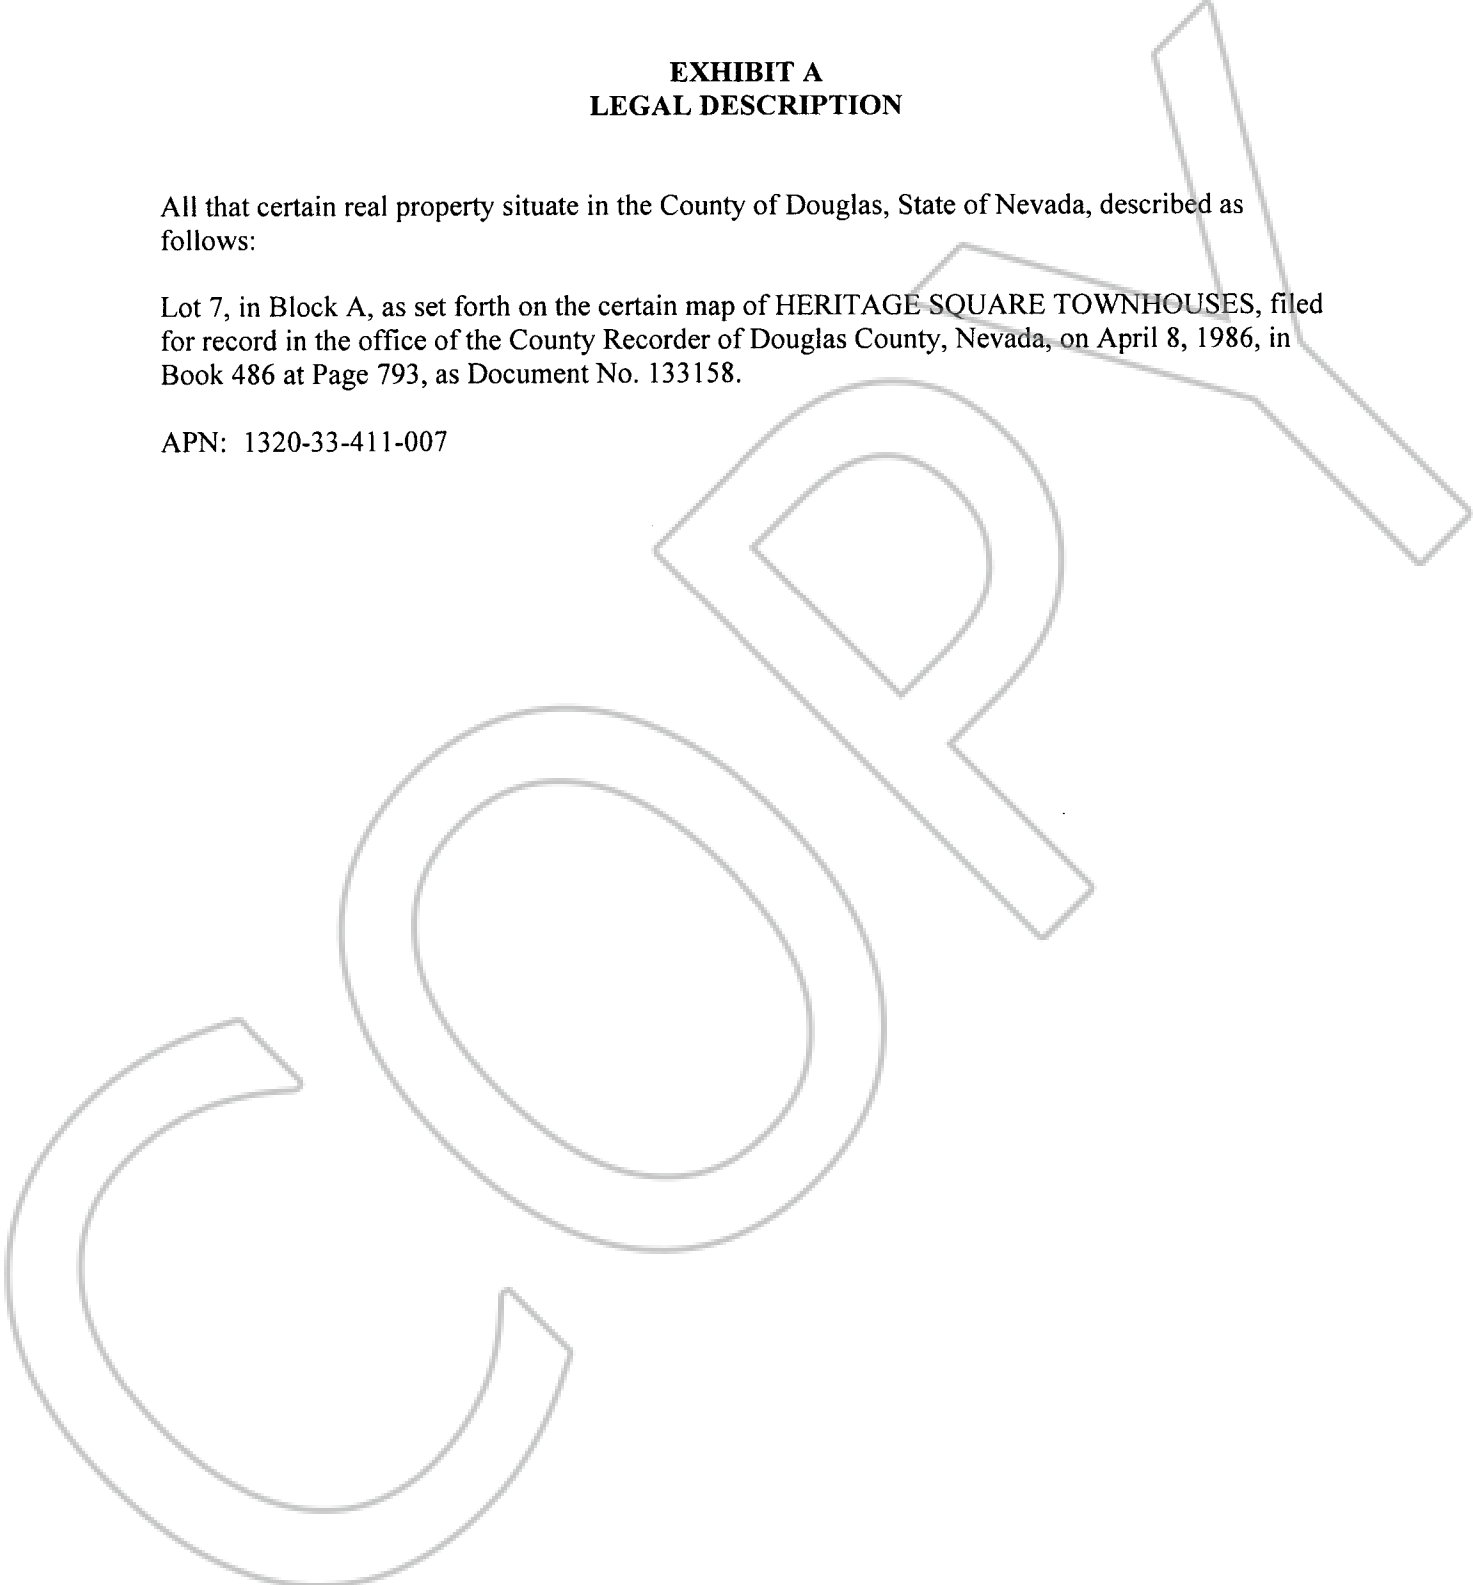 EXHIBIT A
LEGAL DESCRIPTION
All that certain real property situate in the County of Douglas, State of Nevada, described as
follows:
Lot 7, in Block A, as set forth on the certain map of HERITAGE SQUARE TOWNHOUSES, filed
for record in the office of the County Recorder of Douglas County, Nevada, on April 8, 1986, in
Book 486 at Page 793, as Document No. 133158.
APN: 1320-33-411-007
COPY